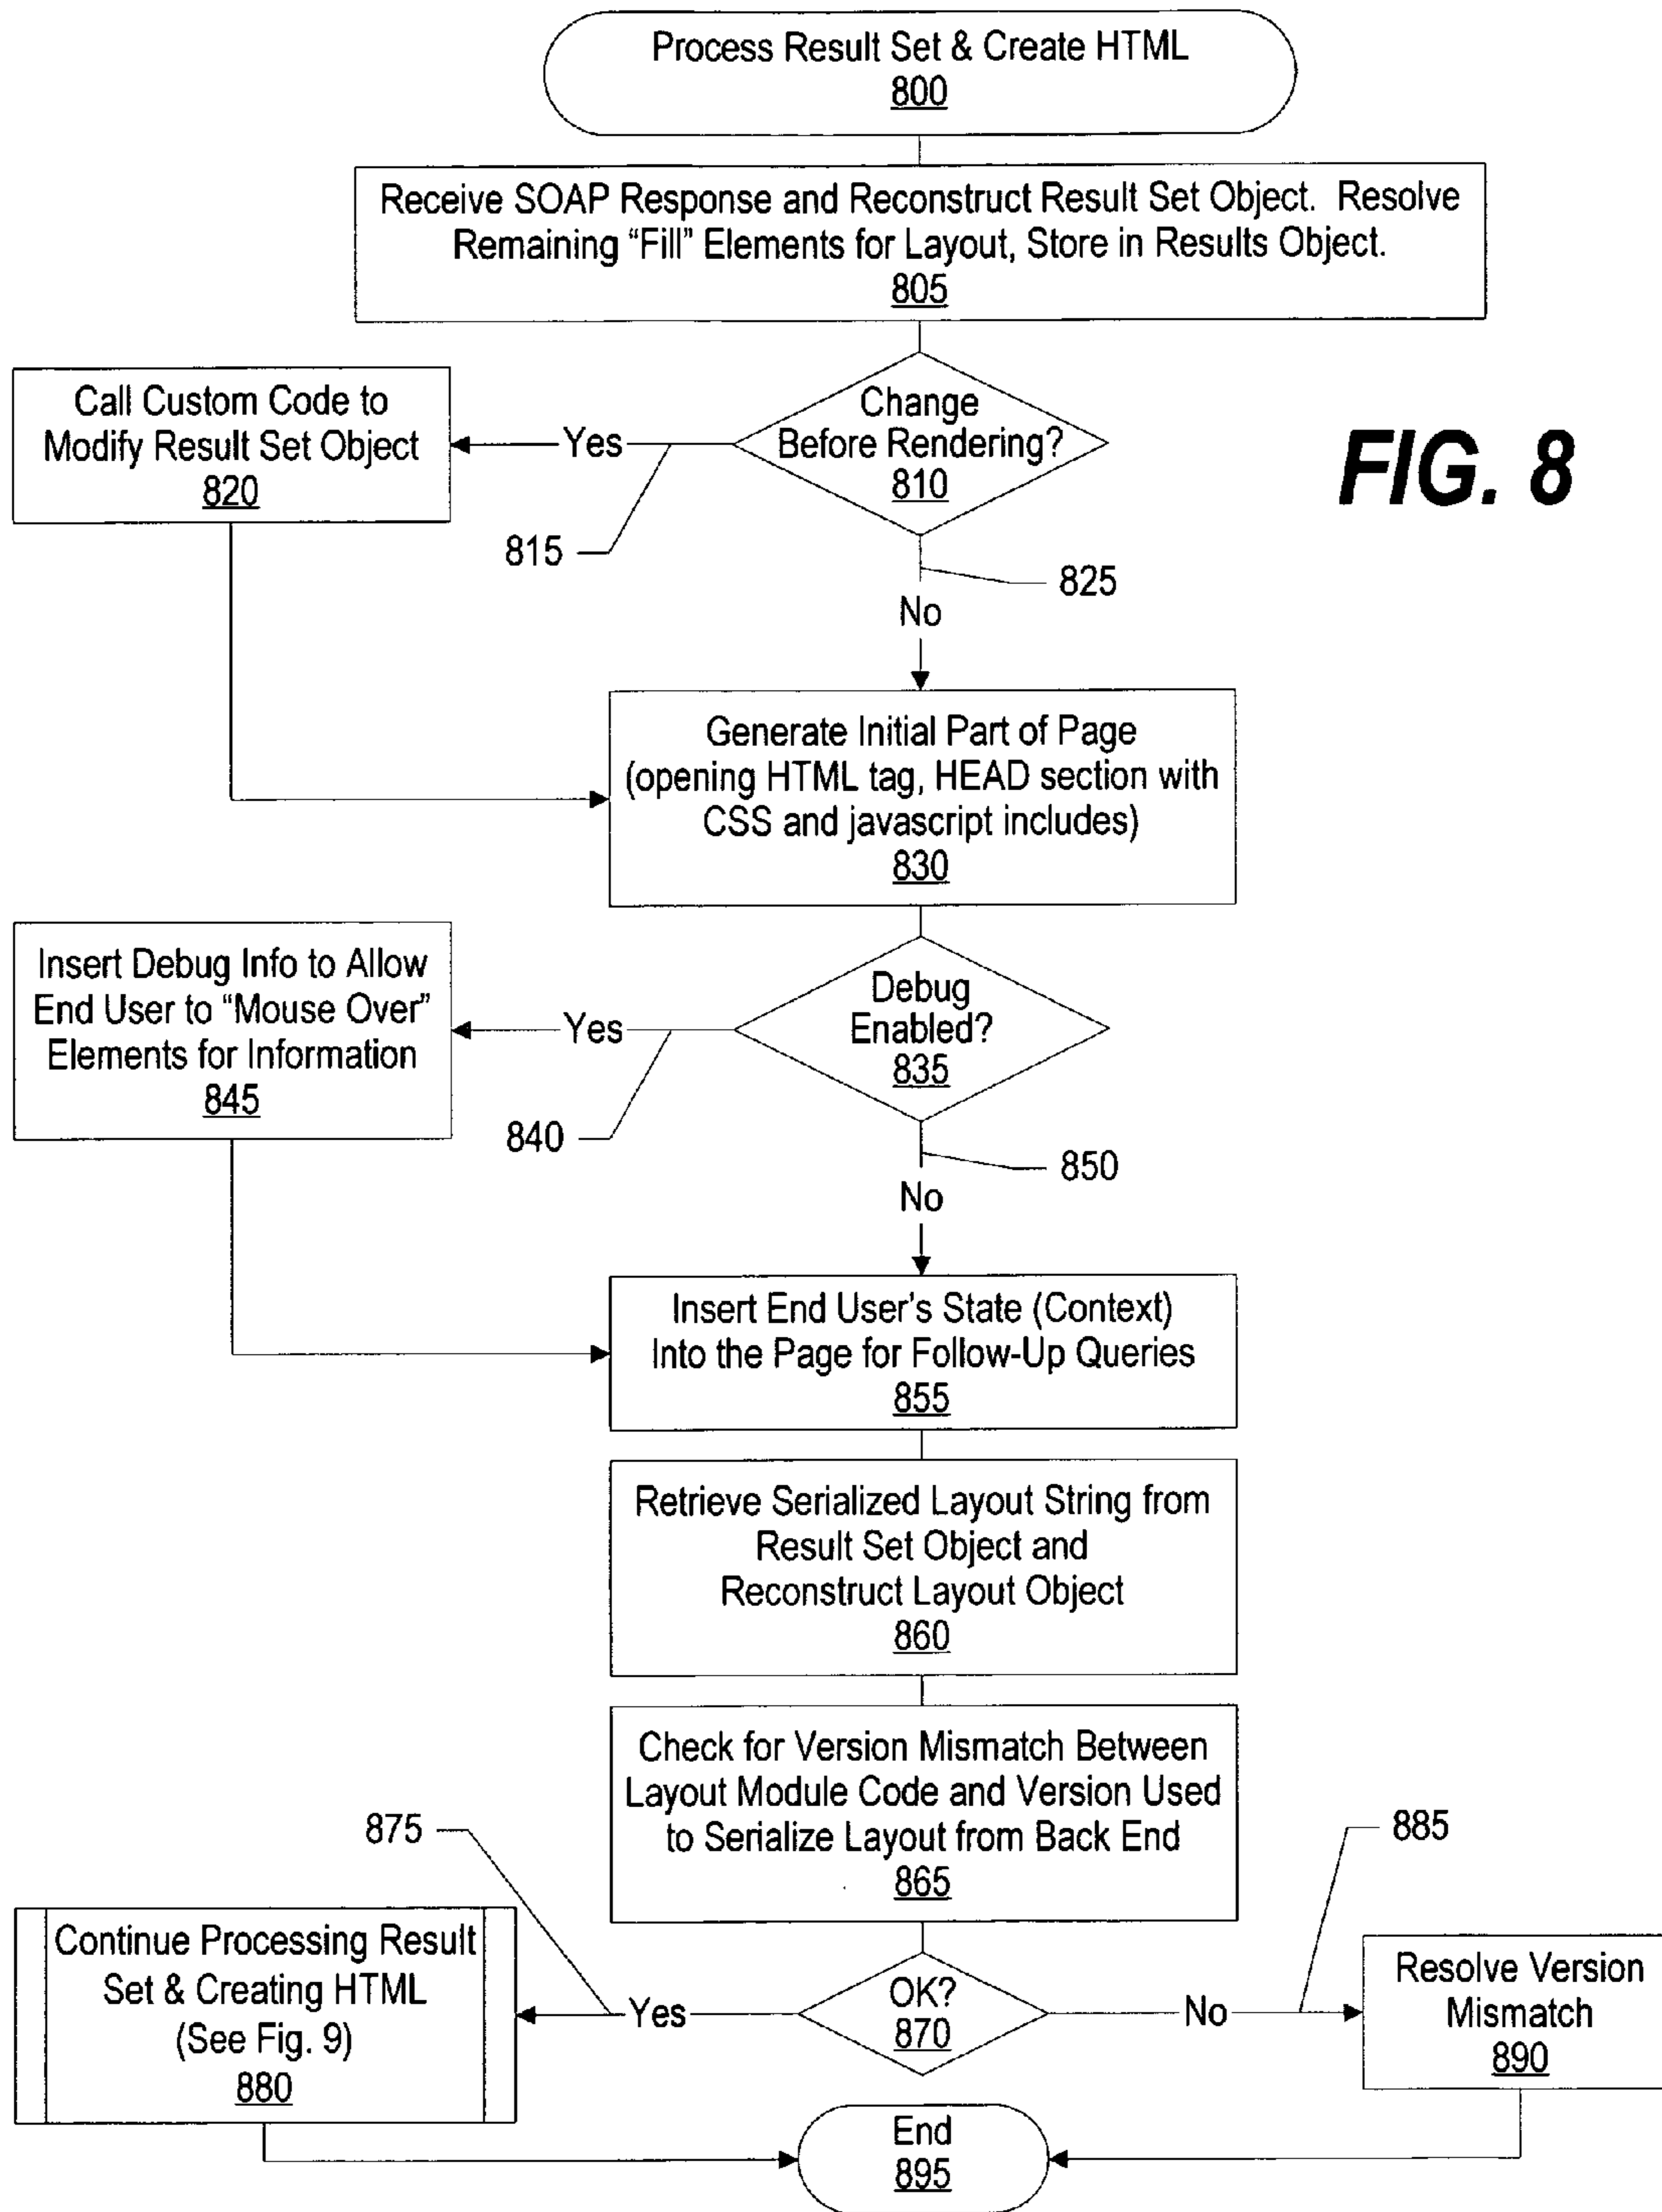 Process Result Set & Create HTML
800
Receive SOAP Response and Reconstruct Result Set Object. Resolve
Remaining “Fill” Elements for Layout, Store in Results Object.
805
Call Custom Code to
Modify Result Set Object
820
Yes
Change
Before Rendering?
810
FIG. 8
815
825
No
Generate Initial Part of Page
(opening HTML tag, HEAD section with
CSS and javascript includes)
830
Insert Debug Info to Allow
End User to “Mouse Over”
Elements for Information
845
Yes
Debug
Enabled?
835
840
850
No
Insert End User’s State (Context)
Into the Page for Follow-Up Queries
855
Retrieve Serialized Layout String from
Result Set Object and
Reconstruct Layout Object
860
Check for Version Mismatch Between
Layout Module Code and Version Used
to Serialize Layout from Back End
865
875
885
Continue Processing Result
Set & Creating HTML
(See Fig. 9)
880
Yes
OK?
870
No
Resolve Version
Mismatch
890
End
895